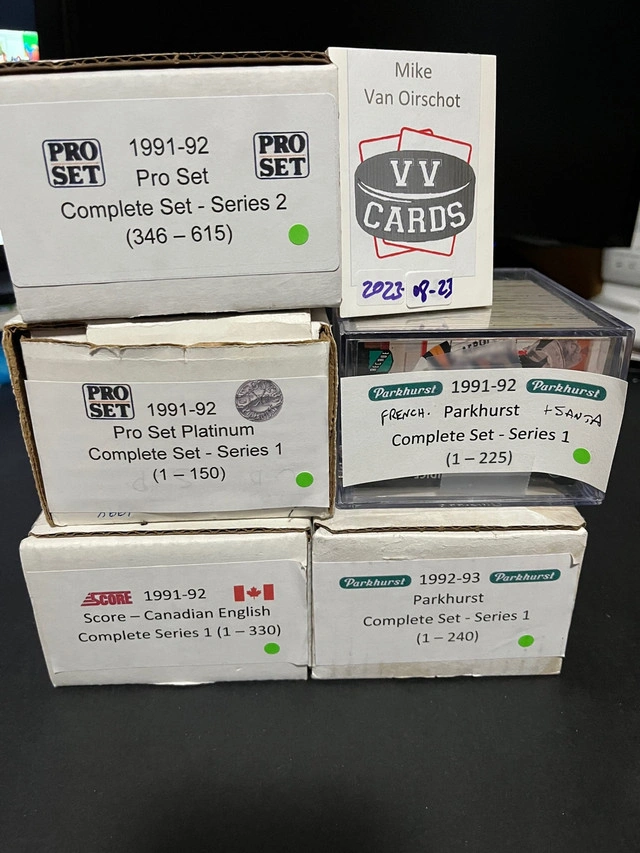 PRO
SET
1991-92
PRO
SET
Pro Set
Complete Set - Series 2
(346 – 615)
Mike
Van Oirschot
VV
CARDS
2023-08-23
PRO
SET
1991-92
Pro Set Platinum
Complete Set - Series 1
(1 – 150)
Parkhurst 1991-92 Parkhurst
FRENCH. Parkhurst + SANTA
Complete Set - Series 1
(1 – 225)
SCORE 1991-92
Score – Canadian English
Complete Series 1 (1 – 330)
Parkhurst 1992-93 Parkhurst
Parkhurst
Complete Set - Series 1
(1 – 240)